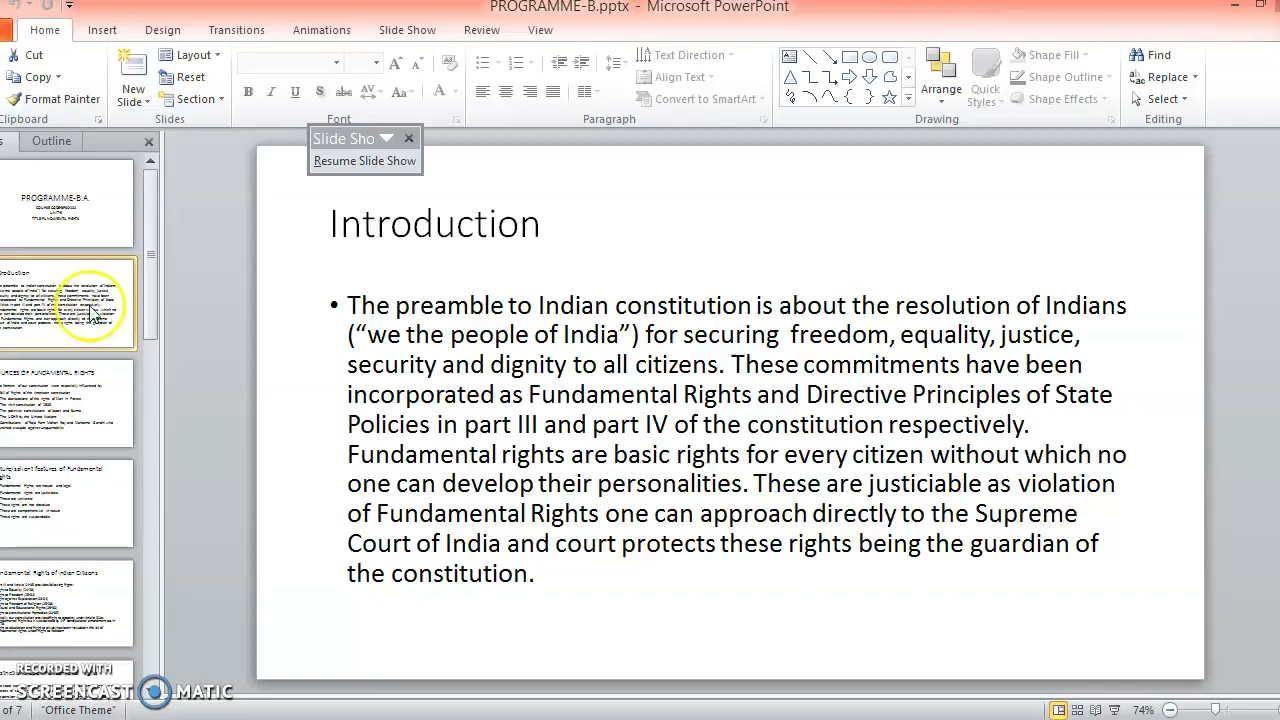 PROGRAMME-B.pptx - Microsoft PowerPoint
Home Insert Design Transitions Animations Slide Show Review View
Cut
Copy
Format Painter
Clipboard
New
Slide
Layout
Reset
Section
Slides
Font
Text Direction
Align Text
Convert to SmartArt
Paragraph
Arrange
Quick
Styles
Shape Fill
Shape Outline
Shape Effects
Drawing
Find
Replace
Select
Editing
Outline
Slide Sho
Resume Slide Show
PROGRAMME-B.A.
Introduction
• The preamble to Indian constitution is about the resolution of Indians
(“we the people of India”) for securing freedom, equality, justice,
security and dignity to all citizens. These commitments have been
incorporated as Fundamental Rights and Directive Principles of State
Policies in part III and part IV of the constitution respectively.
Fundamental rights are basic rights for every citizen without which no
one can develop their personalities. These are justiciable as violation
of Fundamental Rights one can approach directly to the Supreme
Court of India and court protects these rights being the guardian of
the constitution.
RECORDED WITH
SCREENCAST MATIC
of 7 "Office Theme" 74%